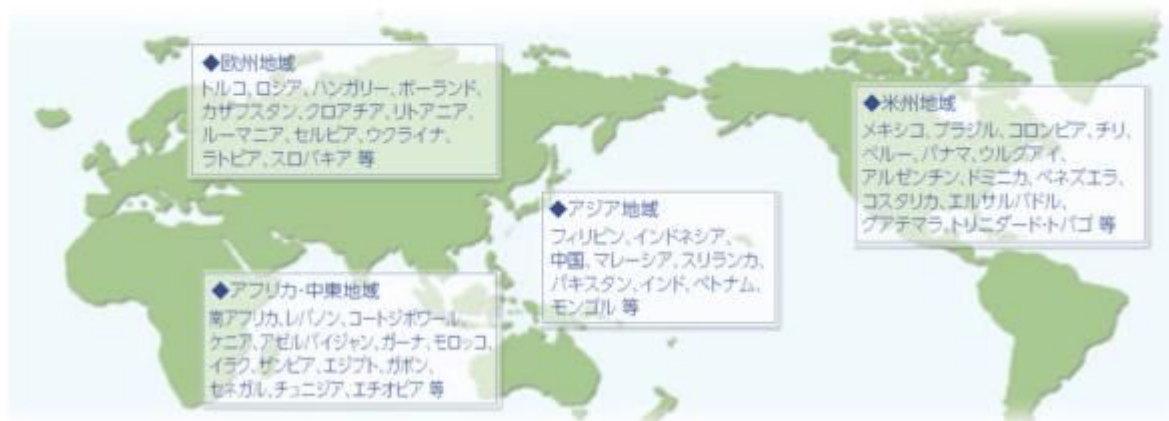 ◆欧州地域
トルコ、ロシア、ハンガリー、ポーランド、
カザフスタン、クロアチア、リトアニア、
ルーマニア、セルビア、ウクライナ、
ラトビア、スロバキア 等
◆米州地域
メキシコ、ブラジル、コロンビア、チリ、
ペルー、パナマ、ウルグアイ、
アルゼンチン、ドミニカ、ベネズエラ、
コスタリカ、エルサルバドル、
グアテマラ、トリニダード・トバゴ 等
◆アジア地域
フィリピン、インドネシア、
中国、マレーシア、スリランカ、
パキスタン、インド、ベトナム、
モンゴル 等
◆アフリカ・中東地域
南アフリカ、レバノン、コートジボワール、
ケニア、アゼルバイジャン、ガーナ、モロッコ、
イラク、ザンビア、エジプト、ガボン、
セネガル、チュニジア、エチオピア 等